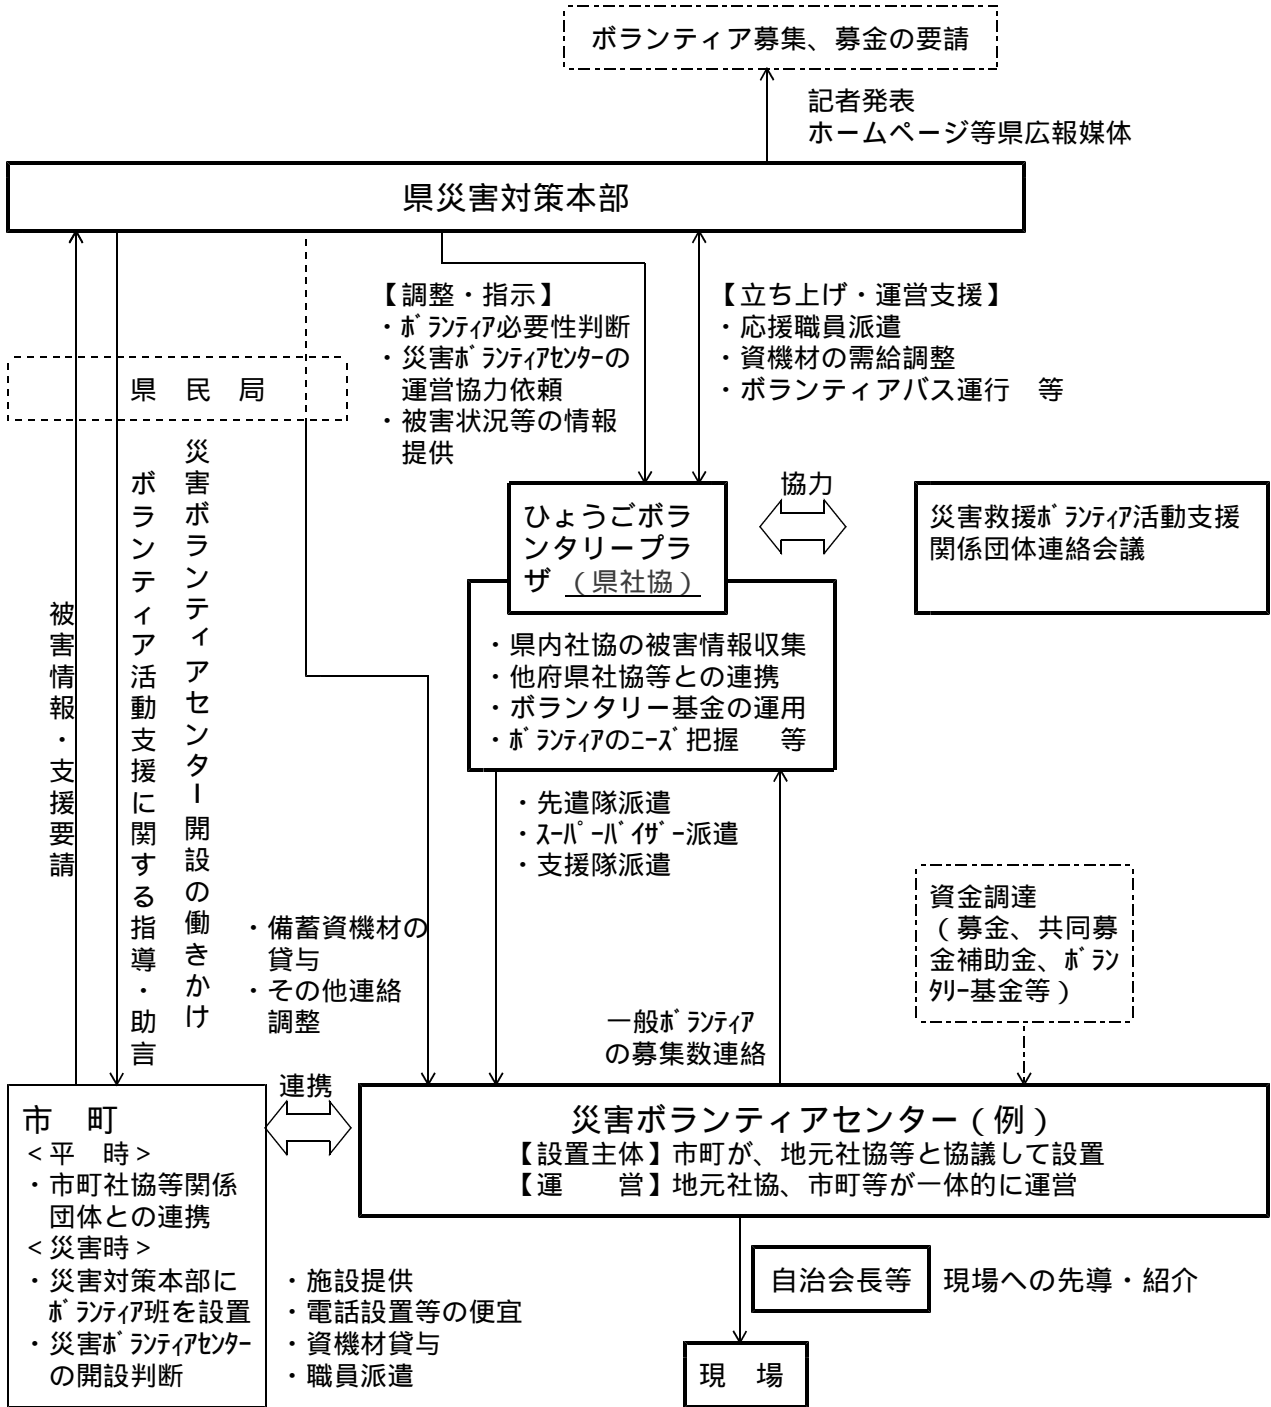 ボランティア募集、募金の要請
記者発表
ホームページ等県広報媒体
県災害対策本部
【調整・指示】
・ボランティア必要性判断
・災害ボランティアセンターの
運営協力依頼
・被害状況等の情報
提供
【立ち上げ・運営支援】
・応援職員派遣
・資機材の需給調整
・ボランティアバス運行　等
県　民　局
災害ボランティアセンター開設の働きかけ
ボランティア活動支援に関する指導・助言
被害情報・支援要請
協力
ひょうごボラ
ンタリープラ
ザ（県社協）
災害救援ボランティア活動支援
関係団体連絡会議
・県内社協の被害情報収集
・他府県社協等との連携
・ボランタリー基金の運用
・ボランティアのニーズ把握　等
・先遣隊派遣
・スーパーバイザー派遣
・支援隊派遣
・備蓄資機材の
貸与
・その他連絡
調整
一般ボランティア
の募集数連絡
資金調達
（募金、共同募
金補助金、ボラン
タリー基金等）
連携
市　町
＜平　時＞
・市町社協等関係
団体との連携
＜災害時＞
・災害対策本部に
ボランティア班を設置
・災害ボランティアセンター
の開設判断
災害ボランティアセンター（例）
【設置主体】市町が、地元社協等と協議して設置
【運　　営】地元社協、市町等が一体的に運営
・施設提供
・電話設置等の便宜
・資機材貸与
・職員派遣
自治会長等
現場への先導・紹介
現　場